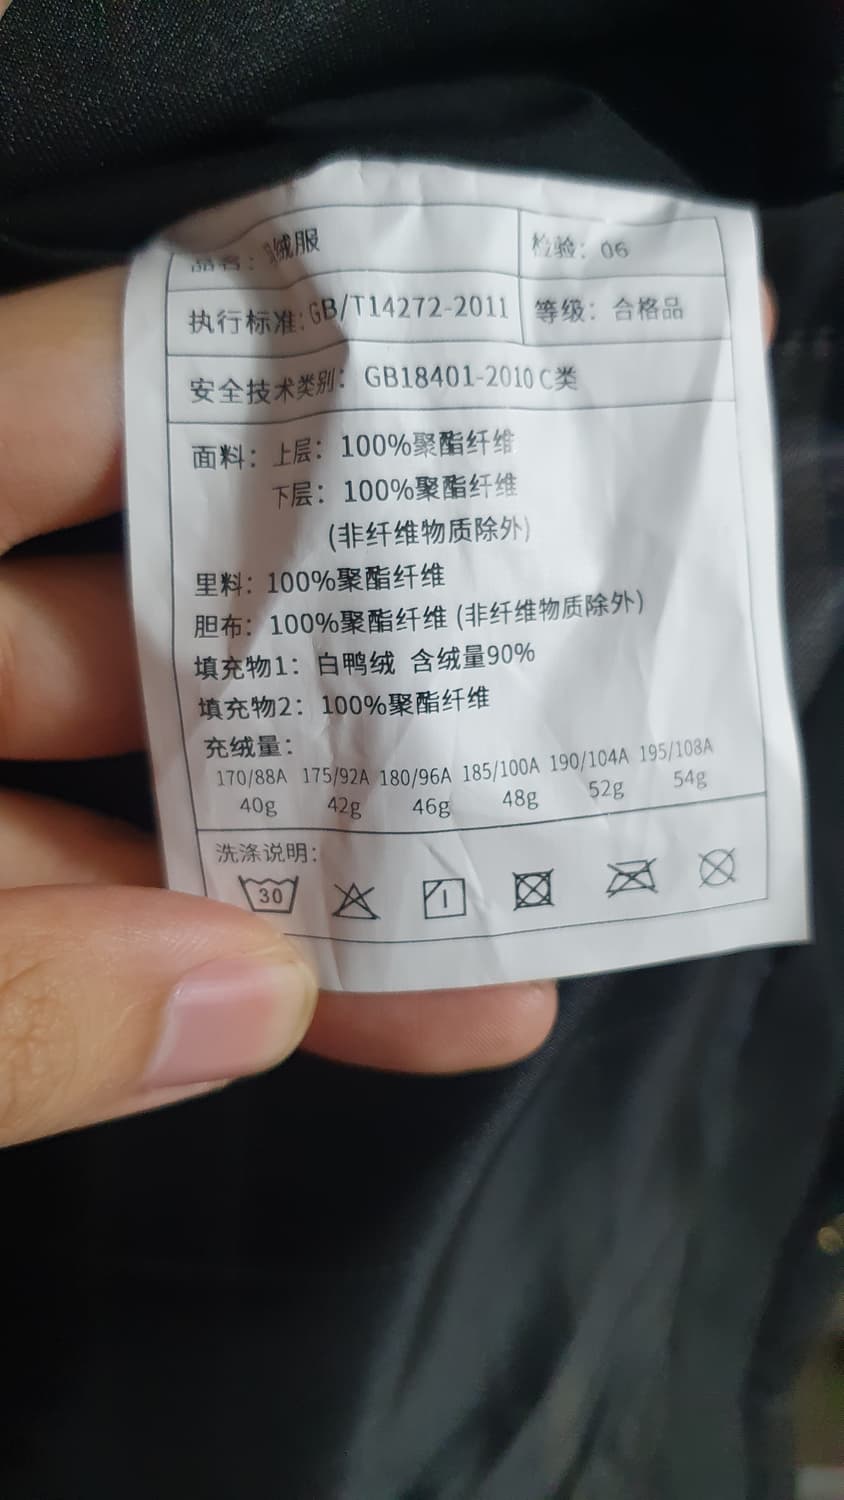 品名：羽绒服 检验：06
执行标准：GB/T14272-2011 等级：合格品
安全技术类别：GB18401-2010 C类
面料：上层：100%聚酯纤维
下层：100%聚酯纤维
(非纤维物质除外)
里料：100%聚酯纤维
胆布：100%聚酯纤维 (非纤维物质除外)
填充物1：白鸭绒 含绒量90%
填充物2：100%聚酯纤维
充绒量：
170/88A 175/92A 180/96A 185/100A 190/104A 195/108A
40g 42g 46g 48g 52g 54g
洗涤说明：
30